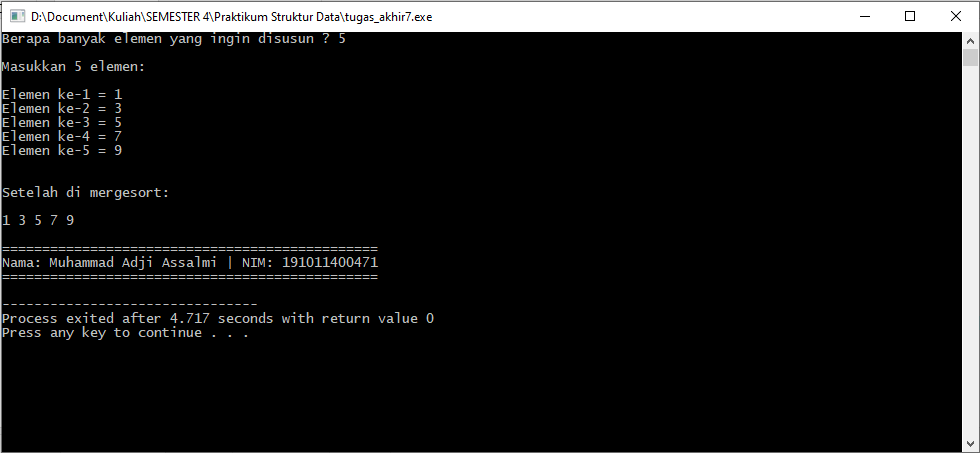 D:\Document\Kuliah\SEMESTER 4\Praktikum Struktur Data\tugas_akhir7.exe
Berapa banyak elemen yang ingin disusun ? 5
Masukkan 5 elemen:
Elemen ke-1 = 1
Elemen ke-2 = 3
Elemen ke-3 = 5
Elemen ke-4 = 7
Elemen ke-5 = 9
Setelah di mergesort:
1 3 5 7 9
===============================================
Nama: Muhammad Adji Assalmi | NIM: 191011400471
===============================================
--------------------------------
Process exited after 4.717 seconds with return value 0
Press any key to continue . . .